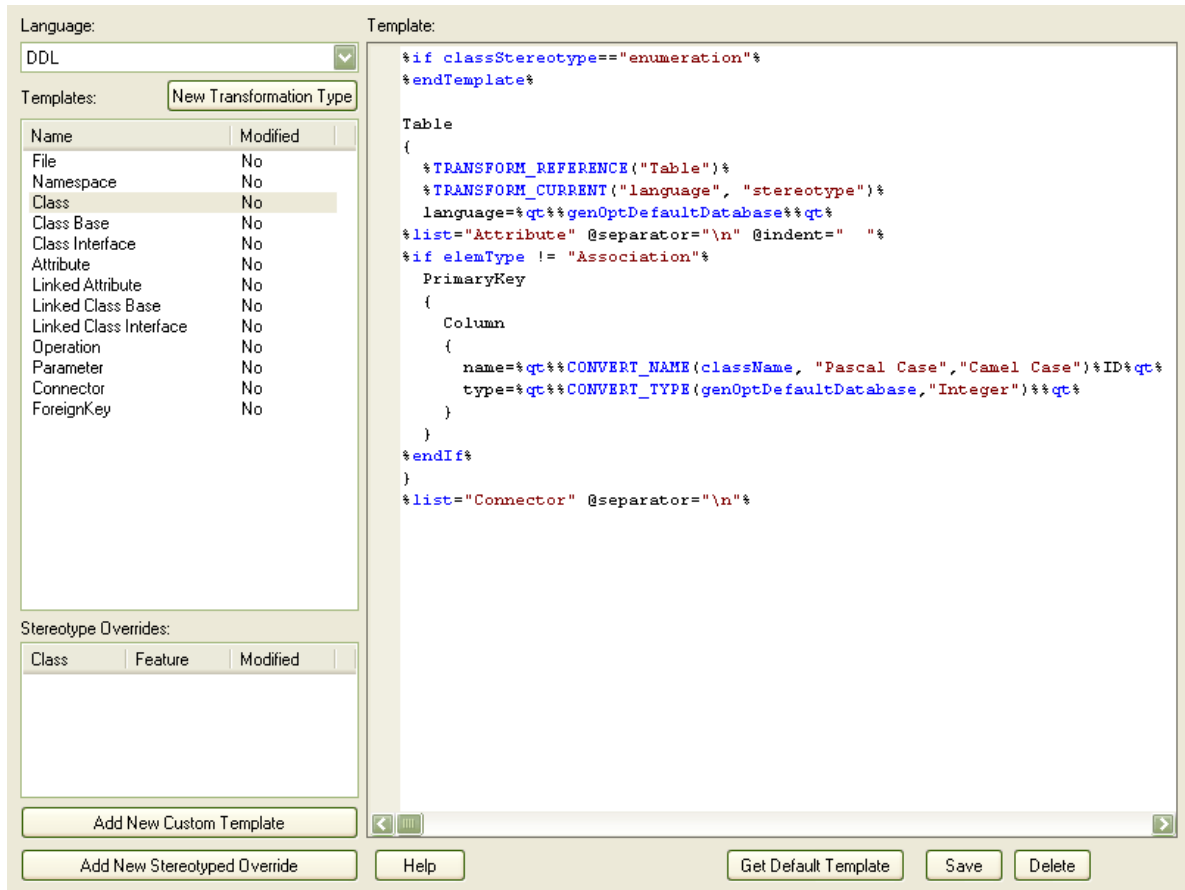 Language:
DDL
Templates:
New Transformation Type
Name Modified
File No
Namespace No
Class No
Class Base No
Class Interface No
Attribute No
Linked Attribute No
Linked Class Base No
Linked Class Interface No
Operation No
Parameter No
Connector No
ForeignKey No
Stereotype Overrides:
Class Feature Modified
Add New Custom Template
Add New Stereotyped Override
Template:
%if classStereotype=="enumeration"%
%endTemplate%
Table
{
  %TRANSFORM_REFERENCE("Table")%
  %TRANSFORM_CURRENT("language", "stereotype")%
  language=%qt%%genOptDefaultDatabase%%qt%
%list="Attribute" @separator="\n" @indent="  "%
%if elemType != "Association"%
  PrimaryKey
  {
    Column
    {
      name=%qt%%CONVERT_NAME(className, "Pascal Case","Camel Case")%ID%qt%
      type=%qt%%CONVERT_TYPE(genOptDefaultDatabase,"Integer")%%qt%
    }
  }
%endIf%
}
%list="Connector" @separator="\n"%
Help
Get Default Template
Save
Delete